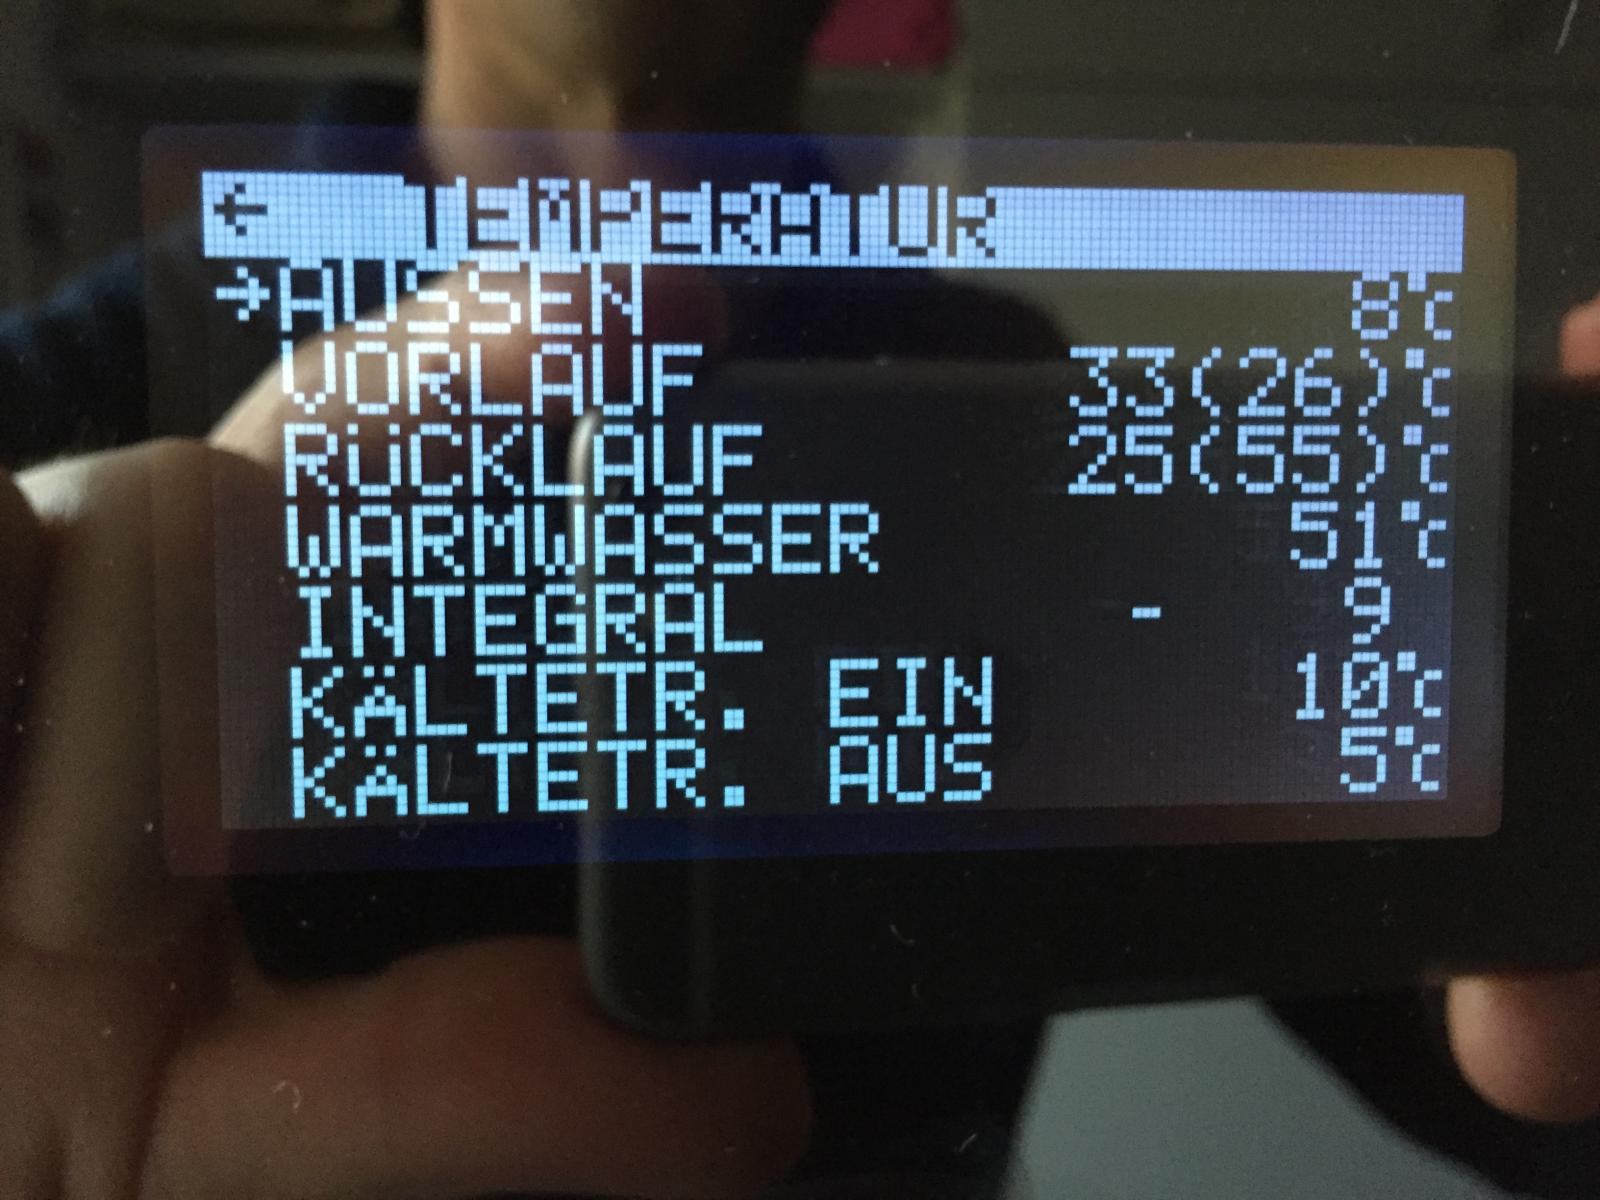 ← TEMPERATUR
→AUSSEN 8°C
VORLAUF 33(26)°C
RÜCKLAUF 25(55)°C
WARMWASSER 51°C
INTEGRAL - 9
KÄLTETR. EIN 10°C
KÄLTETR. AUS 5°C